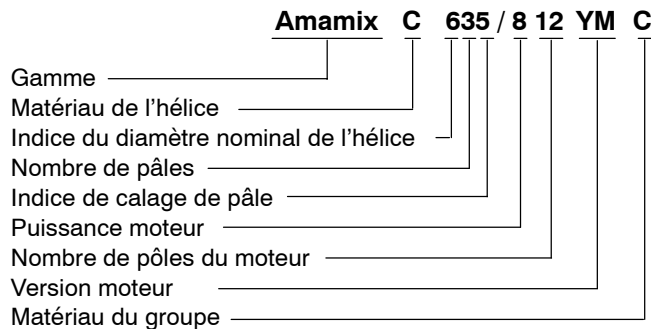 Amamix C 635 / 8 12 YM C
Gamme
Matériau de l’hélice
Indice du diamètre nominal de l’hélice
Nombre de pâles
Indice de calage de pâle
Puissance moteur
Nombre de pôles du moteur
Version moteur
Matériau du groupe